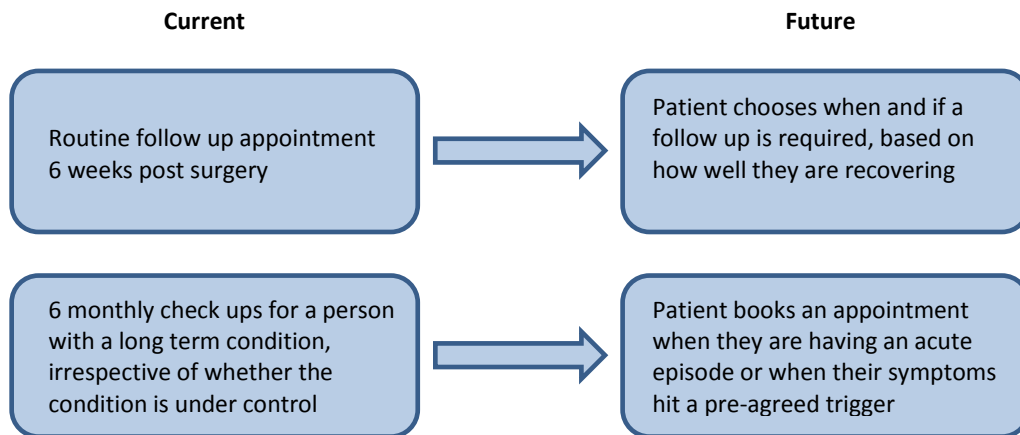 Current
Future
Routine follow up appointment
6 weeks post surgery
Patient chooses when and if a
follow up is required, based on
how well they are recovering
6 monthly check ups for a person
with a long term condition,
irrespective of whether the
condition is under control
Patient books an appointment
when they are having an acute
episode or when their symptoms
hit a pre-agreed trigger